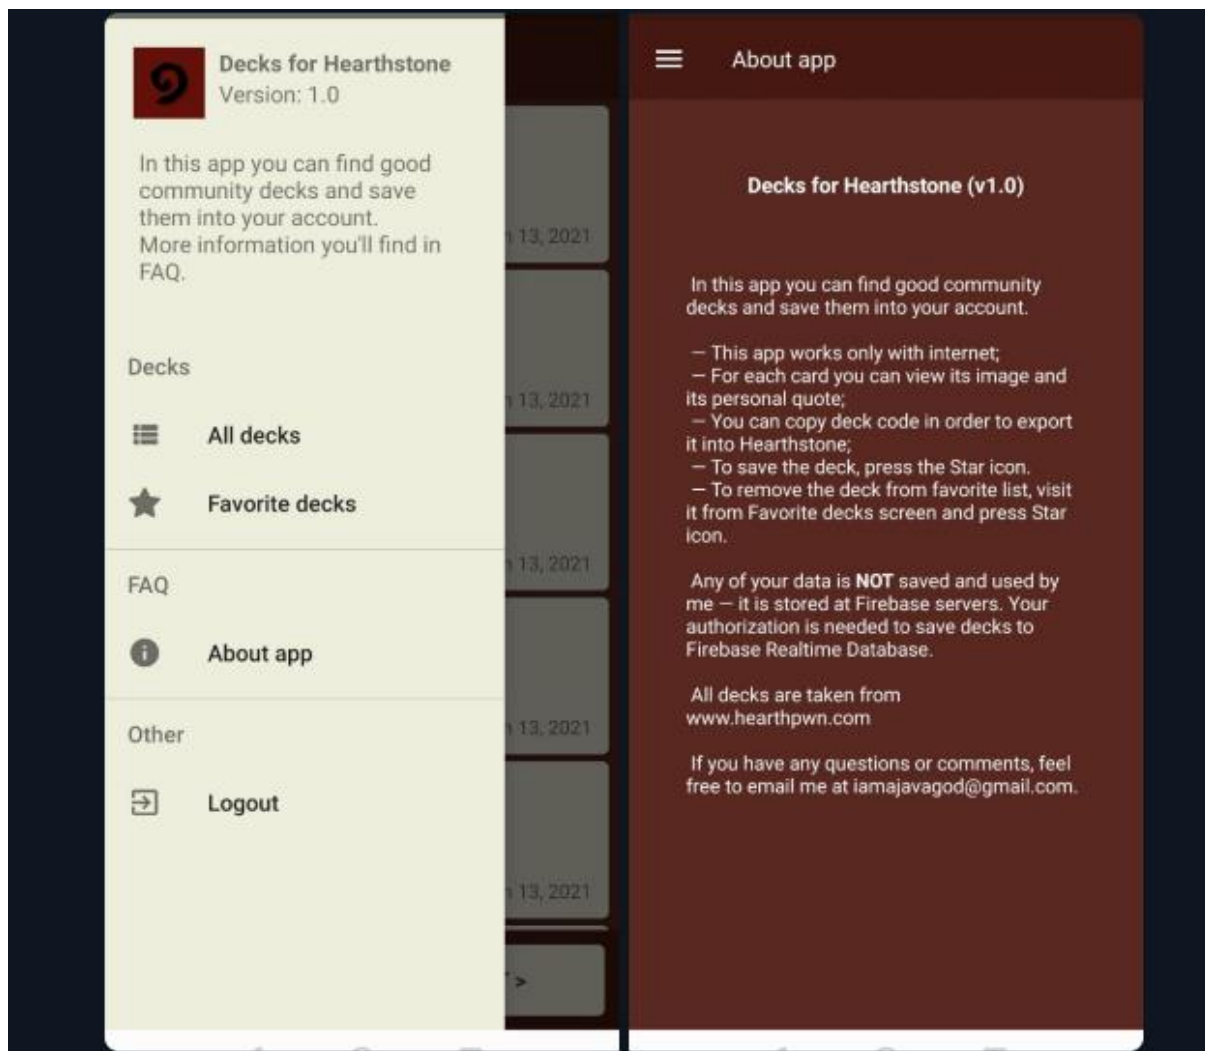 Decks for Hearthstone
Version: 1.0
In this app you can find good
community decks and save
them into your account.
More information you'll find in
FAQ.
Decks
All decks
Favorite decks
FAQ
About app
Other
Logout
13, 2021
13, 2021
13, 2021
13, 2021
13, 2021
>
About app
Decks for Hearthstone (v1.0)
In this app you can find good community
decks and save them into your account.
— This app works only with internet;
— For each card you can view its image and
its personal quote;
— You can copy deck code in order to export
it into Hearthstone;
— To save the deck, press the Star icon.
— To remove the deck from favorite list, visit
it from Favorite decks screen and press Star
icon.
Any of your data is NOT saved and used by
me — it is stored at Firebase servers. Your
authorization is needed to save decks to
Firebase Realtime Database.
All decks are taken from
www.hearthpwn.com
If you have any questions or comments, feel
free to email me at iamajavagod@gmail.com.